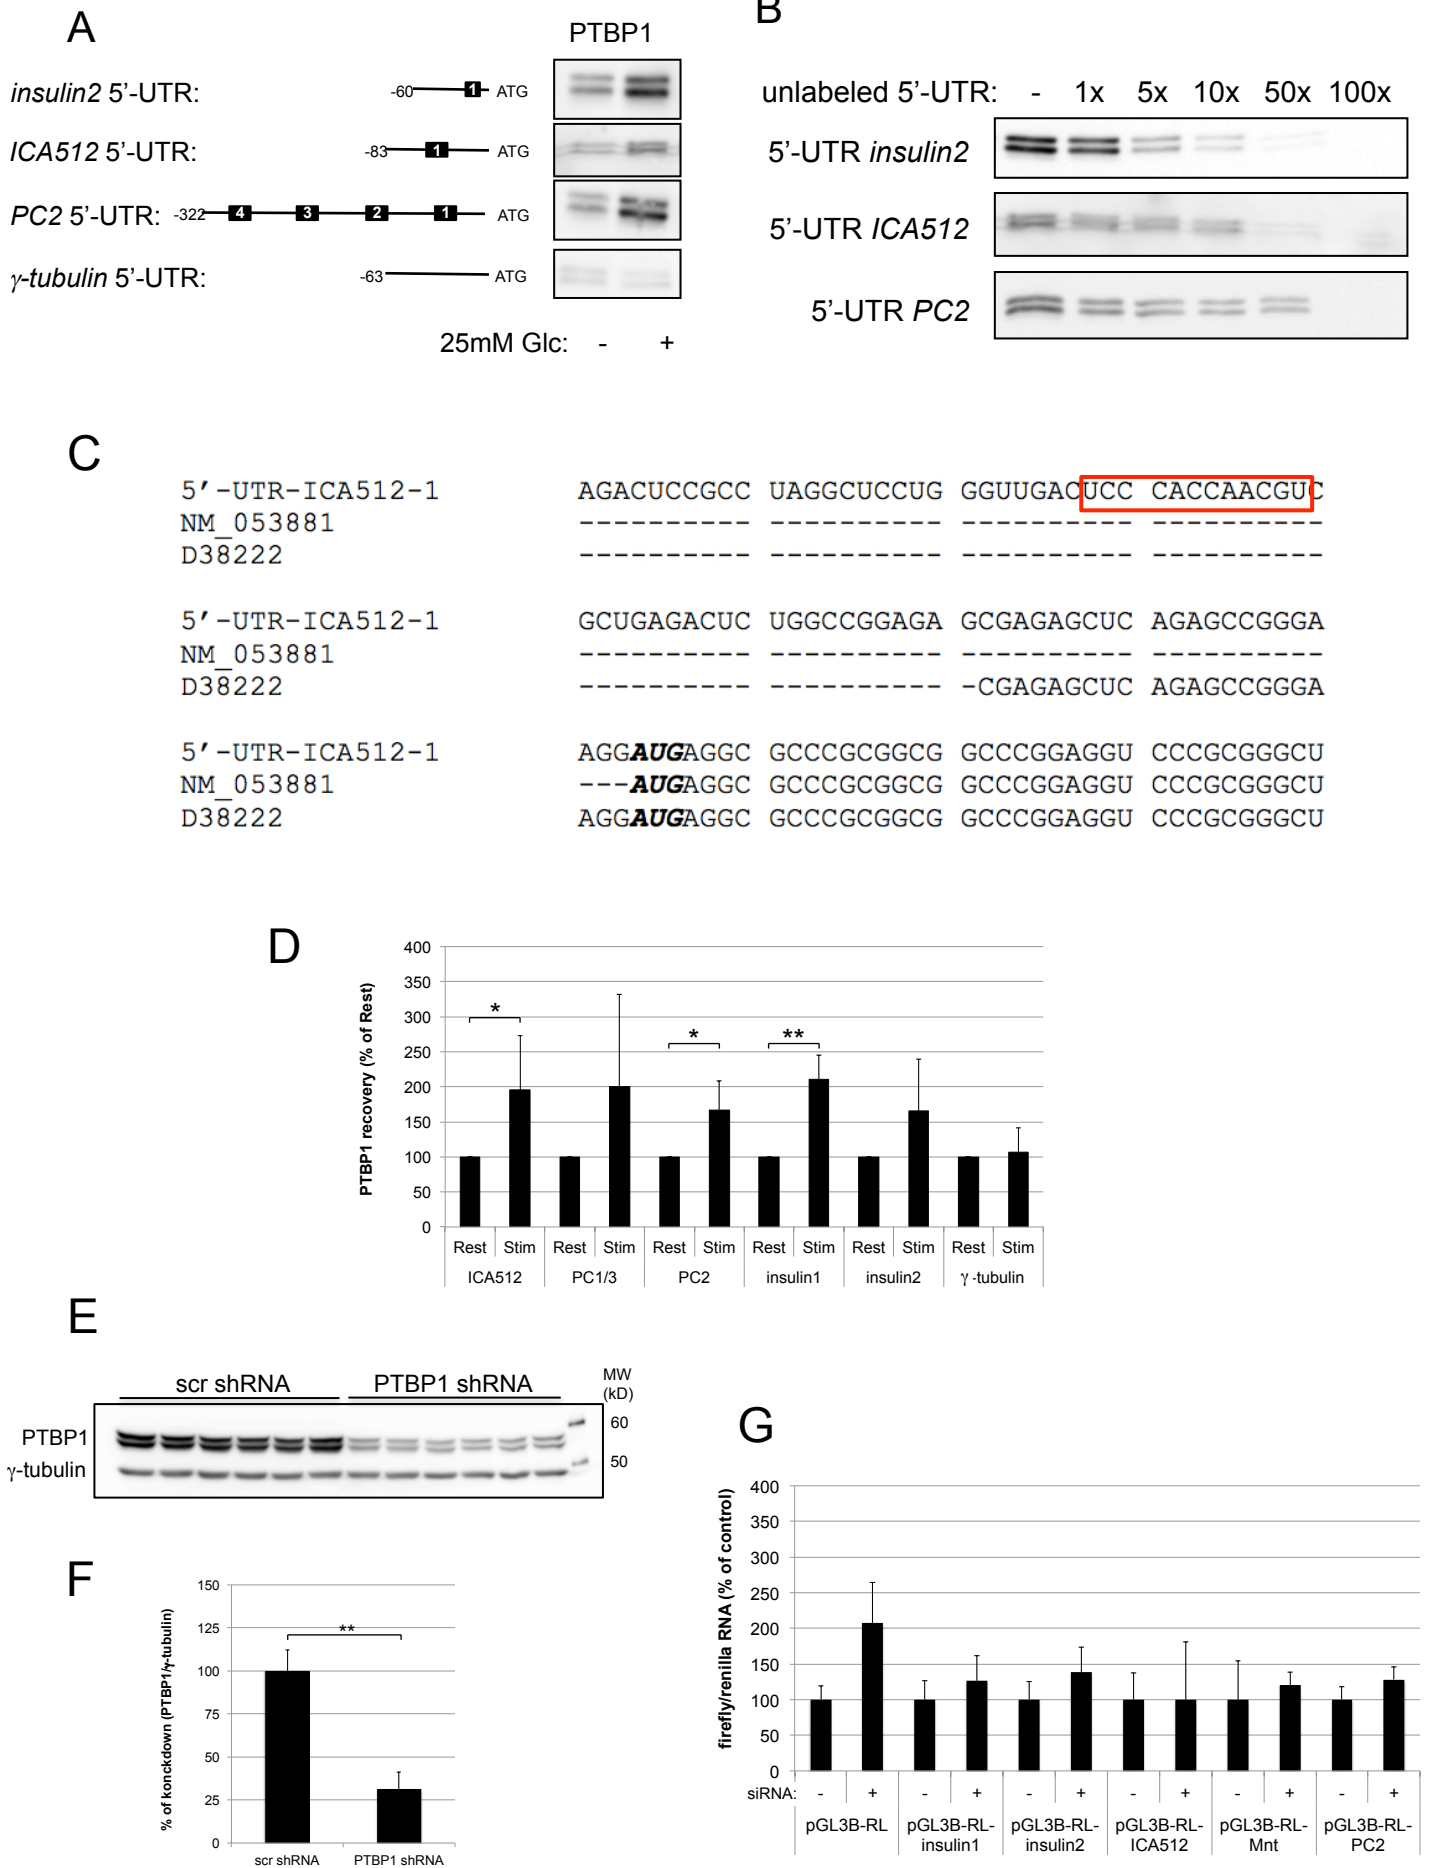 A
PTBP1
insulin2 5’-UTR:
-60
1
ATG
ICA512 5’-UTR:
-83
1
ATG
PC2 5’-UTR:
-322
4
3
2
1
ATG
γ-tubulin 5’-UTR:
-63
ATG
25mM Glc: - +
B
unlabeled 5’-UTR: - 1x 5x 10x 50x 100x
5’-UTR insulin2
5’-UTR ICA512
5’-UTR PC2
C
5′-UTR-ICA512-1 AGACUCCGCC UAGGCUCCUG GGUUGACUCC CACCAACGUC
NM_053881 ---------- ---------- ---------- ----------
D38222 ---------- ---------- ---------- ----------
5′-UTR-ICA512-1 GCUGAGACUC UGGCCGGAGA GCGAGAGCUC AGAGCCGGGA
NM_053881 ---------- ---------- ---------- ----------
D38222 ---------- ---------- -CGAGAGCUC AGAGCCGGGA
5′-UTR-ICA512-1 AGGAUGAGGC GCCCGCGGCG GCCCGGAGGU CCCGCGGGCU
NM_053881 ---AUGAGGC GCCCGCGGCG GCCCGGAGGU CCCGCGGGCU
D38222 AGGAUGAGGC GCCCGCGGCG GCCCGGAGGU CCCGCGGGCU
D
PTBP1 recovery (% of Rest)
400
350
300
250
200
150
100
50
0
* * **
Rest Stim Rest Stim Rest Stim Rest Stim Rest Stim Rest Stim
ICA512 PC1/3 PC2 insulin1 insulin2 γ-tubulin
E
scr shRNA PTBP1 shRNA
MW
(kD)
PTBP1
γ-tubulin
60
50
F
% of konckdown (PTBP1/γ-tubulin)
150
125
100
75
50
25
0
**
scr shRNA PTBP1 shRNA
G
firefly/renilla RNA (% of control)
400
350
300
250
200
150
100
50
0
siRNA: - + - + - + - + - + - +
pGL3B-RL pGL3B-RL- pGL3B-RL- pGL3B-RL- pGL3B-RL- pGL3B-RL-
insulin1 insulin2 ICA512 Mnt PC2